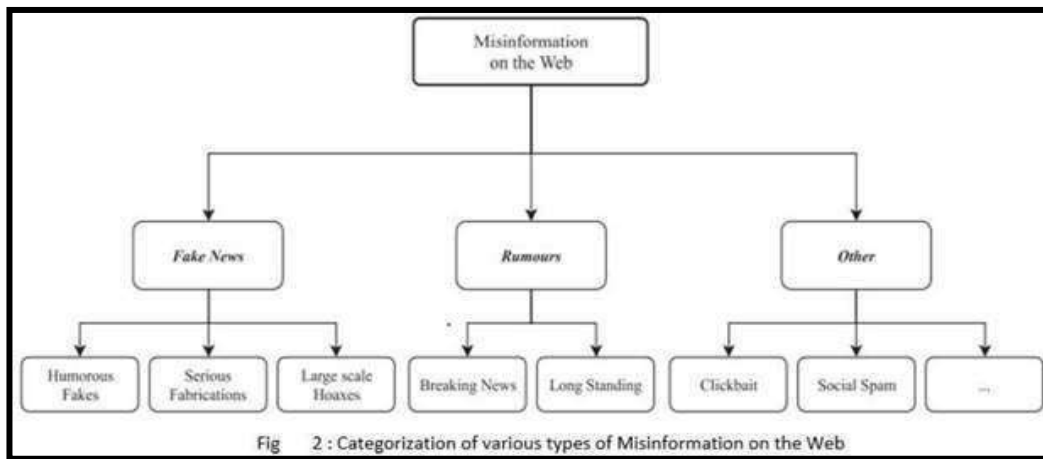 Misinformation
on the Web
Fake News
Rumours
Other
Humorous
Fakes
Serious
Fabrications
Large scale
Hoaxes
Breaking News
Long Standing
Clickbait
Social Spam
...
Fig 2 : Categorization of various types of Misinformation on the Web